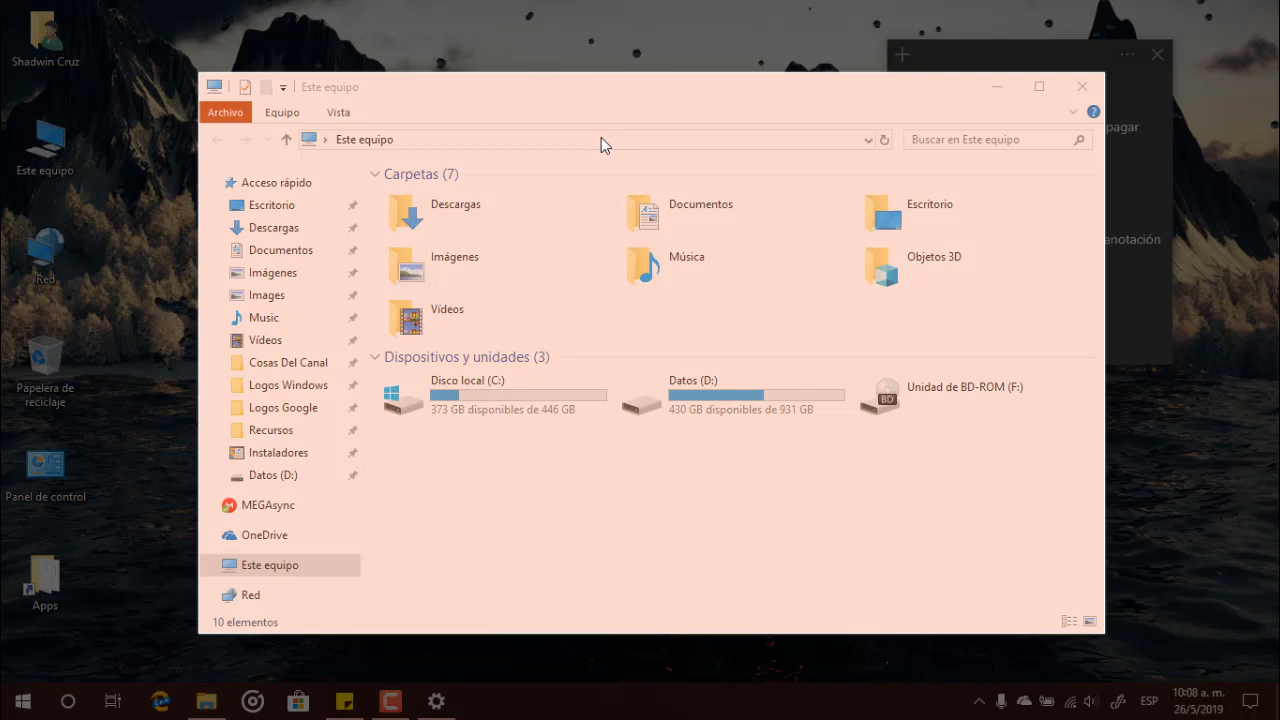 Shadwin Cruz
Este equipo
Red
Papelera de
reciclaje
Panel de control
Apps
Este equipo
Archivo Equipo Vista
Este equipo
Buscar en Este equipo
Acceso rápido
Escritorio
Descargas
Documentos
Imágenes
Images
Music
Vídeos
Cosas Del Canal
Logos Windows
Logos Google
Recursos
Instaladores
Datos (D:)
MEGAsync
OneDrive
Este equipo
Red
Carpetas (7)
Descargas Documentos Escritorio
Imágenes Música Objetos 3D
Vídeos
Dispositivos y unidades (3)
Disco local (C:)
373 GB disponibles de 446 GB
Datos (D:)
430 GB disponibles de 931 GB
Unidad de BD-ROM (F:)
BD
10 elementos
pagar
anotación
ESP
10:08 a. m.
26/5/2019